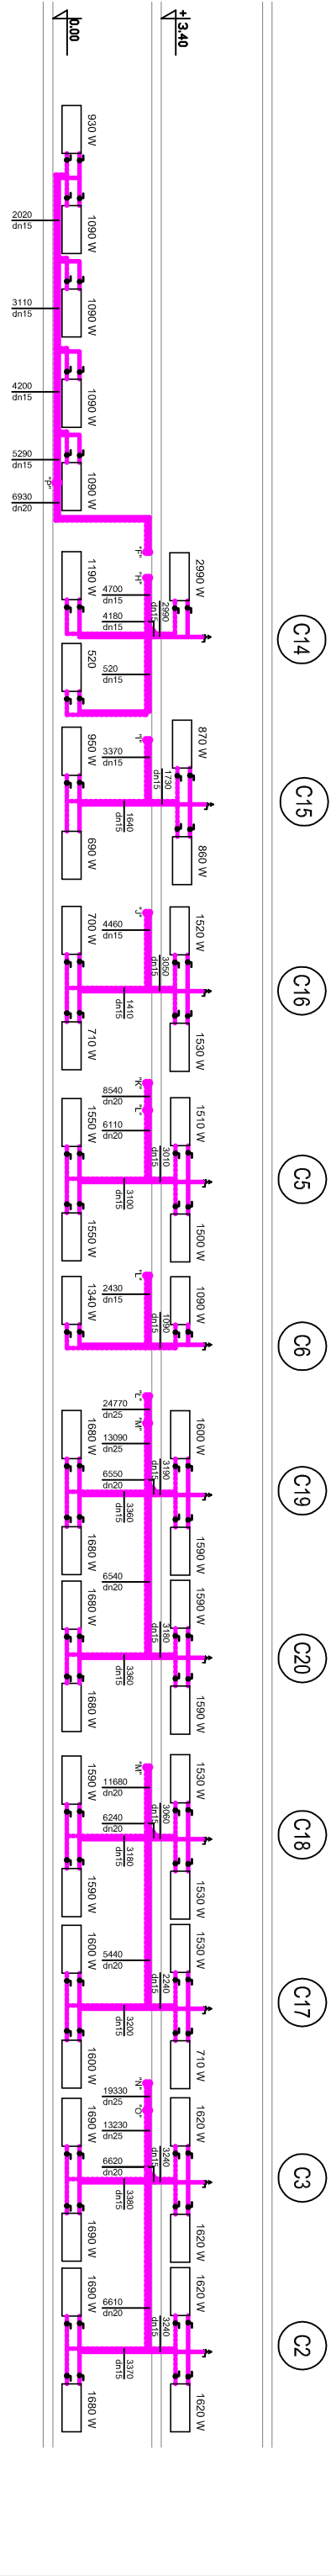 0.00
+ 3.40
930 W
1090 W
1090 W
1090 W
1090 W
2020
dn15
3110
dn15
4200
dn15
5290
dn15
6930
dn20
"P"
"F"
C14
2990 W
1190 W
520
"H"
4700
dn15
4180
dn15
2990
dn15
520
dn15
C15
870 W
860 W
950 W
690 W
"I"
3370
dn15
1730
dn15
1640
dn15
C16
1520 W
1530 W
700 W
710 W
"J"
4460
dn15
3050
dn15
1410
dn15
C5
1510 W
1500 W
1550 W
1550 W
"K"
8540
dn20
"L"
6110
dn20
3010
dn15
3100
dn15
C6
1090 W
1340 W
"L"
2430
dn15
1090
dn15
C19
1600 W
1590 W
1680 W
1680 W
"L"
24770
dn25
"M"
13090
dn25
6550
dn20
3190
dn15
3360
dn15
6540
dn20
C20
1590 W
1590 W
1680 W
1680 W
3180
dn15
3360
dn15
C18
1530 W
1530 W
1590 W
1590 W
"M"
11680
dn20
6240
dn20
3060
dn15
3180
dn15
5440
dn20
C17
1530 W
710 W
1600 W
1600 W
2240
dn15
3200
dn15
C3
1620 W
1620 W
1690 W
1690 W
"N"
19330
dn25
"O"
13230
dn25
6620
dn20
3240
dn15
3380
dn15
6610
dn20
C2
1620 W
1620 W
1690 W
1680 W
3240
dn15
3370
dn15